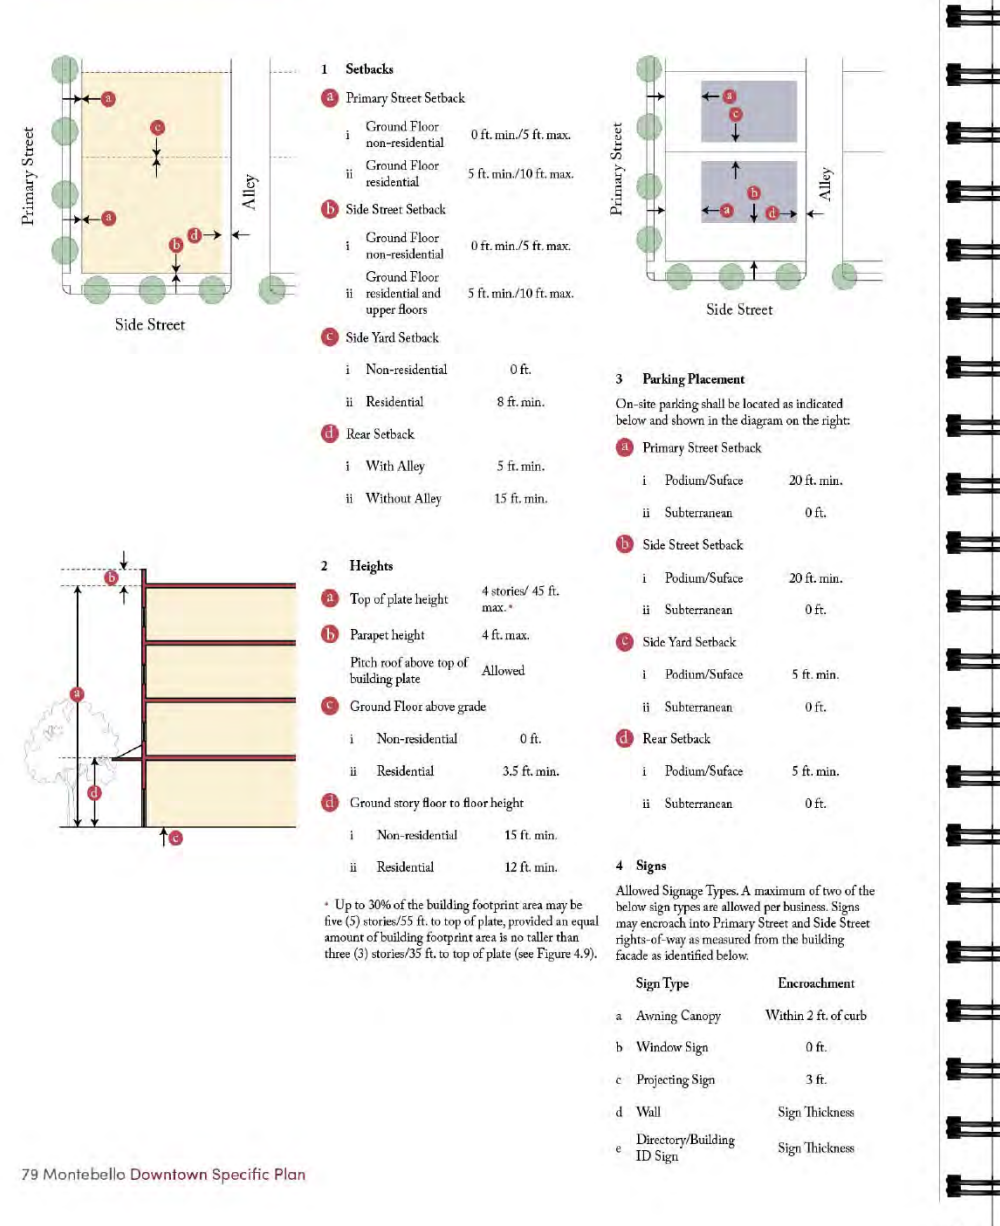 Primary Street
Alley
Side Street
a
c
a
b
d
1 Setbacks
a Primary Street Setback
i Ground Floor
non-residential 0 ft. min./5 ft. max.
ii Ground Floor
residential 5 ft. min./10 ft. max.
b Side Street Setback
i Ground Floor
non-residential 0 ft. min./5 ft. max.
Ground Floor
ii residential and 5 ft. min./10 ft. max.
upper floors
c Side Yard Setback
i Non-residential 0 ft.
ii Residential 8 ft. min.
d Rear Setback
i With Alley 5 ft. min.
ii Without Alley 15 ft. min.
b
a
d
c
2 Heights
a Top of plate height 4 stories/ 45 ft.
max. *
b Parapet height 4 ft. max.
Pitch roof above top of
building plate Allowed
c Ground Floor above grade
i Non-residential 0 ft.
ii Residential 3.5 ft. min.
d Ground story floor to floor height
i Non-residential 15 ft. min.
ii Residential 12 ft. min.
* Up to 30% of the building footprint area may be
five (5) stories/55 ft. to top of plate, provided an equal
amount of building footprint area is no taller than
three (3) stories/35 ft. to top of plate (see Figure 4.9).
Primary Street
Alley
Side Street
a
c
b
a
d
3 Parking Placement
On-site parking shall be located as indicated
below and shown in the diagram on the right:
a Primary Street Setback
i Podium/Suface 20 ft. min.
ii Subterranean 0 ft.
b Side Street Setback
i Podium/Suface 20 ft. min.
ii Subterranean 0 ft.
c Side Yard Setback
i Podium/Suface 5 ft. min.
ii Subterranean 0 ft.
d Rear Setback
i Podium/Suface 5 ft. min.
ii Subterranean 0 ft.
4 Signs
Allowed Signage Types. A maximum of two of the
below sign types are allowed per business. Signs
may encroach into Primary Street and Side Street
rights-of-way as measured from the building
facade as identified below.
Sign Type Encroachment
a Awning Canopy Within 2 ft. of curb
b Window Sign 0 ft.
c Projecting Sign 3 ft.
d Wall Sign Thickness
e Directory/Building
ID Sign Sign Thickness
79 Montebello Downtown Specific Plan